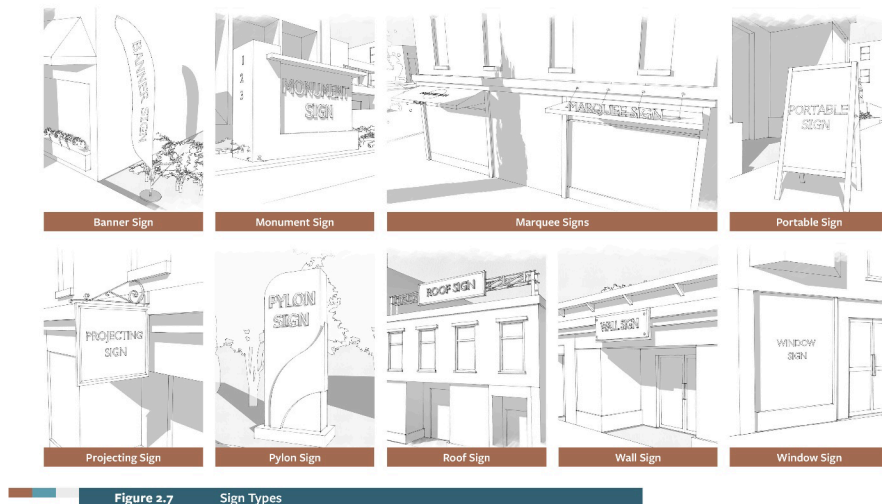 BANNER SIGN
1
2
3
MONUMENT
SIGN
MARQUEE SIGN
PORTABLE
SIGN
Banner Sign
Monument Sign
Marquee Signs
Portable Sign
PROJECTING
SIGN
PYLON
SIGN
ROOF SIGN
WALL SIGN
WINDOW
SIGN
Projecting Sign
Pylon Sign
Roof Sign
Wall Sign
Window Sign
Figure 2.7 Sign Types